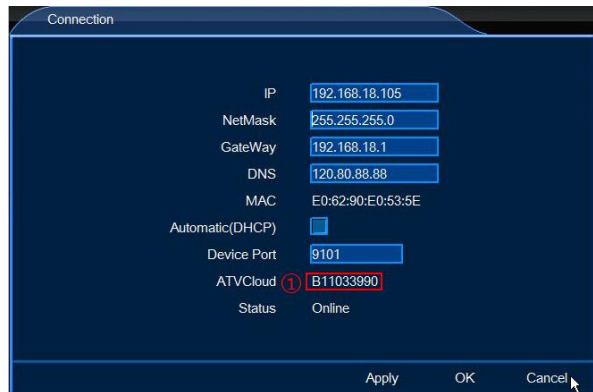 Connection
IP 192.168.18.105
NetMask 255.255.255.0
GateWay 192.168.18.1
DNS 120.80.88.88
MAC E0:62:90:E0:53:5E
Automatic(DHCP)
Device Port 9101
ATVCloud ① B11033990
Status Online
Apply OK Cancel